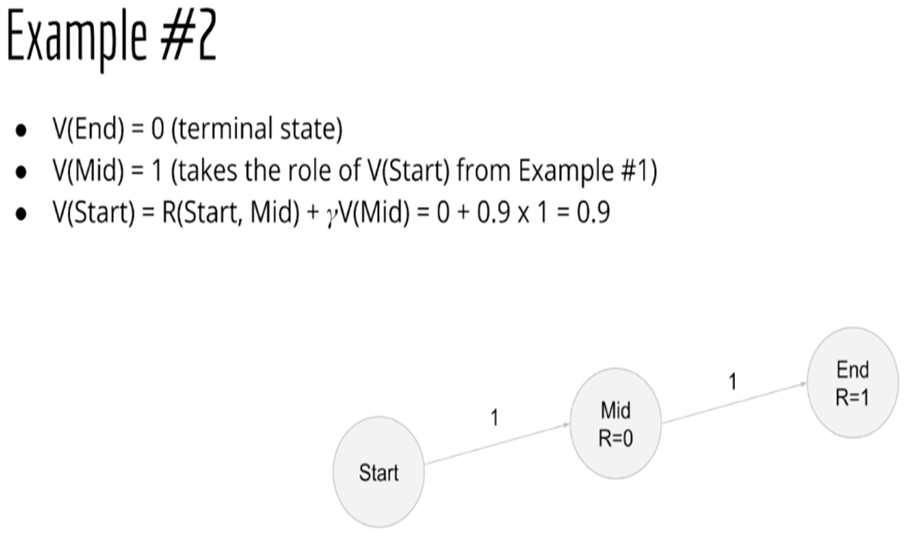 Example #2
● V(End) = 0 (terminal state)
● V(Mid) = 1 (takes the role of V(Start) from Example #1)
● V(Start) = R(Start, Mid) + γV(Mid) = 0 + 0.9 x 1 = 0.9
End
R=1
1
Mid
R=0
1
Start